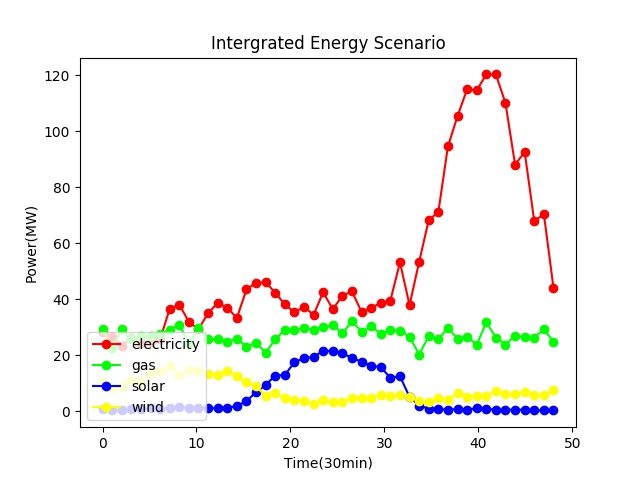 Intergrated Energy Scenario
Power(MW)
120
100
80
60
40
20
0
electricity
gas
solar
wind
0 10 20 30 40 50
Time(30min)